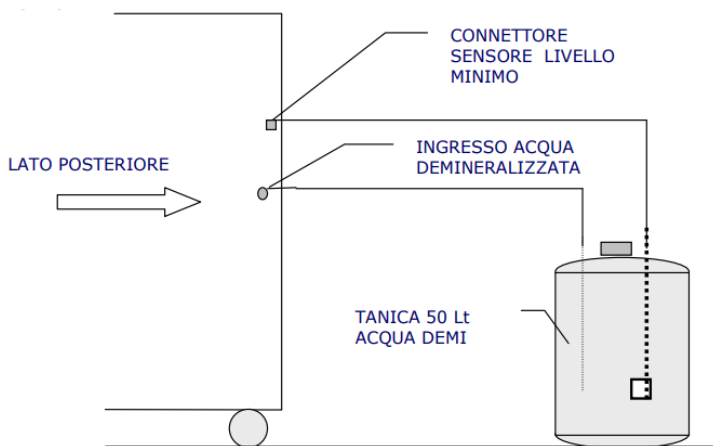 CONNETTORE
SENSORE LIVELLO
MINIMO
LATO POSTERIORE
INGRESSO ACQUA
DEMINERALIZZATA
TANICA 50 Lt
ACQUA DEMI